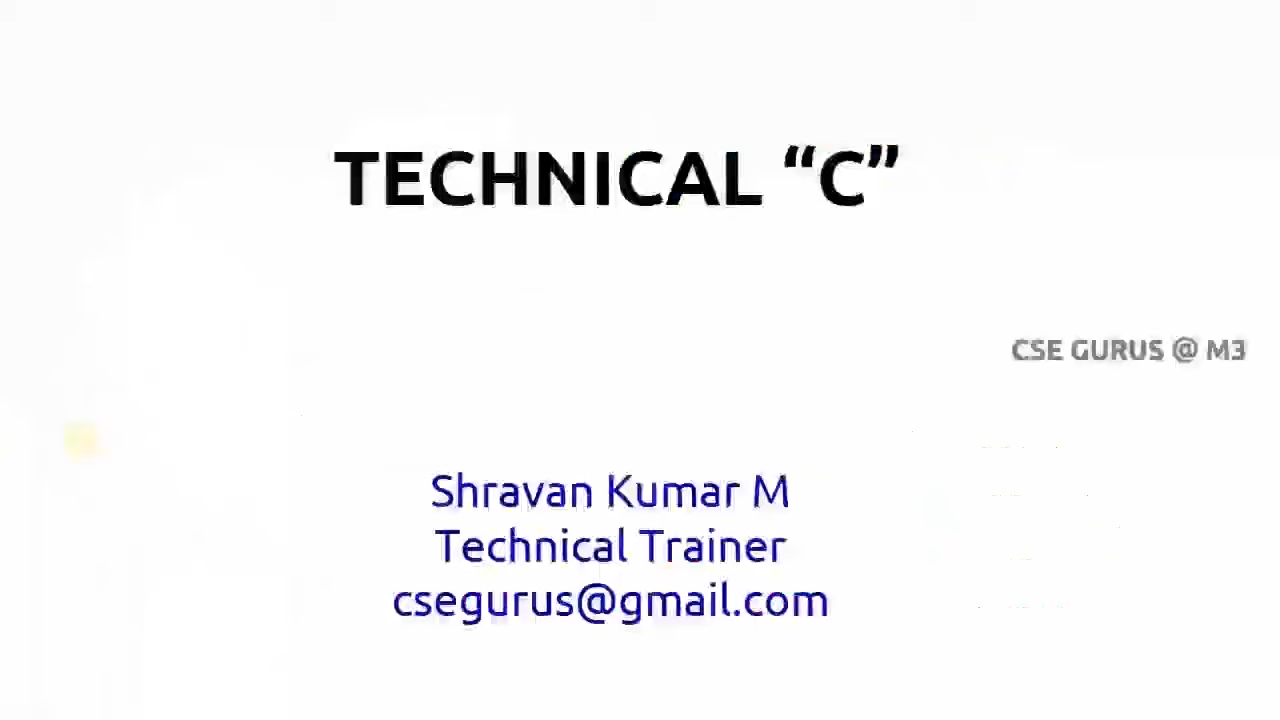 TECHNICAL “C”
CSE GURUS @ M3
Shravan Kumar M
Technical Trainer
csegurus@gmail.com